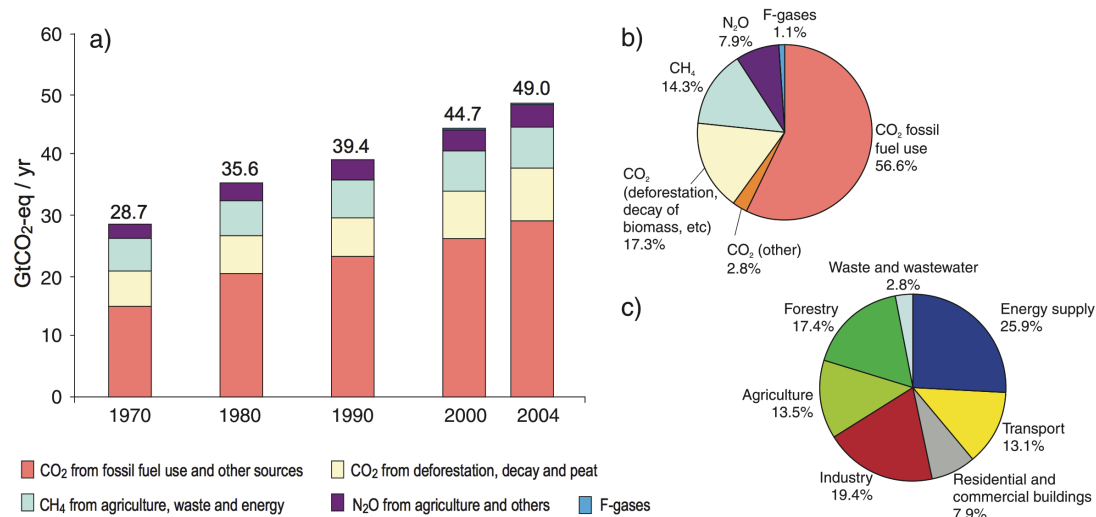 a)
GtCO₂-eq / yr
60
50
40
30
20
10
0
28.7
35.6
39.4
44.7
49.0
1970
1980
1990
2000
2004
CO₂ from fossil fuel use and other sources
CO₂ from deforestation, decay and peat
CH₄ from agriculture, waste and energy
N₂O from agriculture and others
F-gases
b)
F-gases
1.1%
N₂O
7.9%
CH₄
14.3%
CO₂ fossil
fuel use
56.6%
CO₂
(deforestation,
decay of
biomass, etc)
17.3%
CO₂ (other)
2.8%
c)
Waste and wastewater
2.8%
Forestry
17.4%
Energy supply
25.9%
Agriculture
13.5%
Transport
13.1%
Industry
19.4%
Residential and
commercial buildings
7.9%